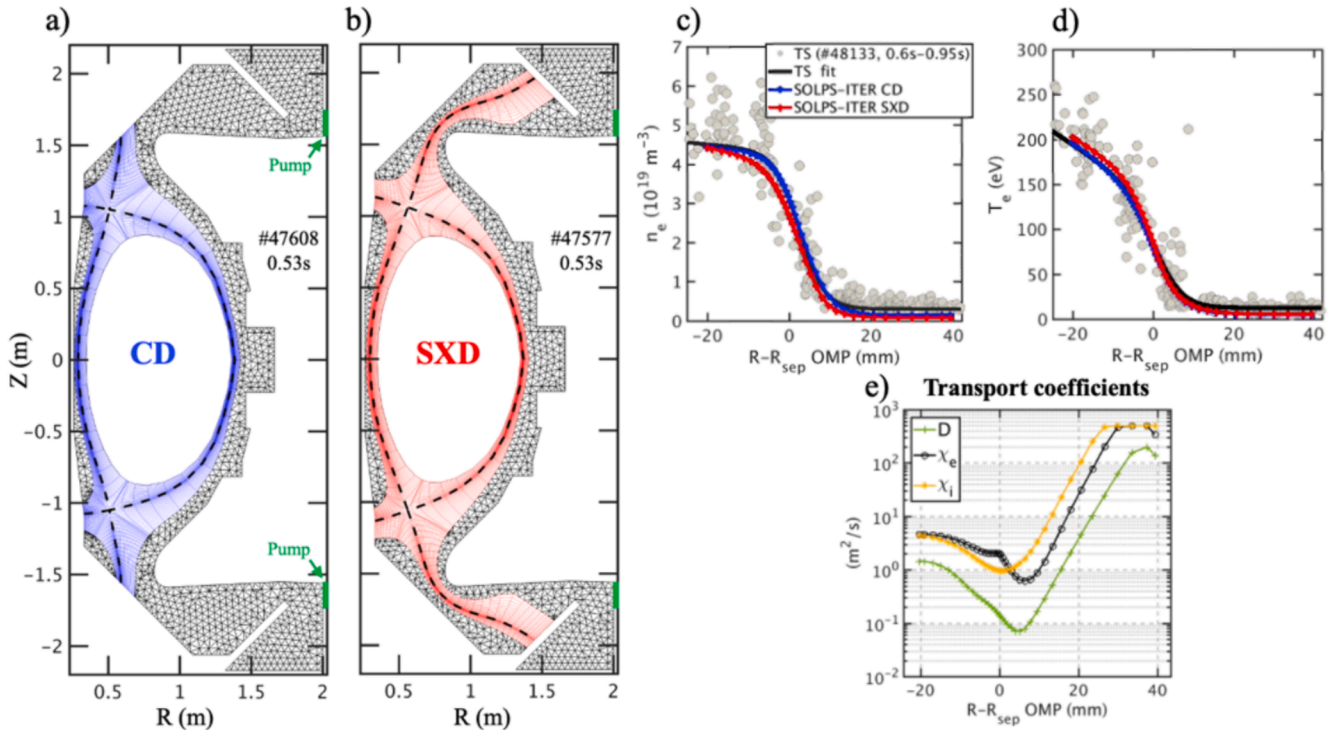 a)
b)
c)
d)
2
1.5
1
0.5
0
-0.5
-1
-1.5
-2
Z (m)
Pump
#47608
0.53s
CD
Pump
0.5
1
1.5
2
R (m)
#47577
0.53s
SXD
0.5
1
1.5
2
R (m)
7
6
5
4
3
2
1
0
n_e (10^19 m^-3)
TS (#48133, 0.6s-0.95s)
TS fit
SOLPS-ITER CD
SOLPS-ITER SXD
-20
0
20
40
R-R_sep OMP (mm)
300
250
200
150
100
50
0
T_e (eV)
-20
0
20
40
R-R_sep OMP (mm)
e)
Transport coefficients
10^3
10^2
10^1
10^0
10^-1
10^-2
(m^2/s)
D
χ_e
χ_i
-20
0
20
40
R-R_sep OMP (mm)